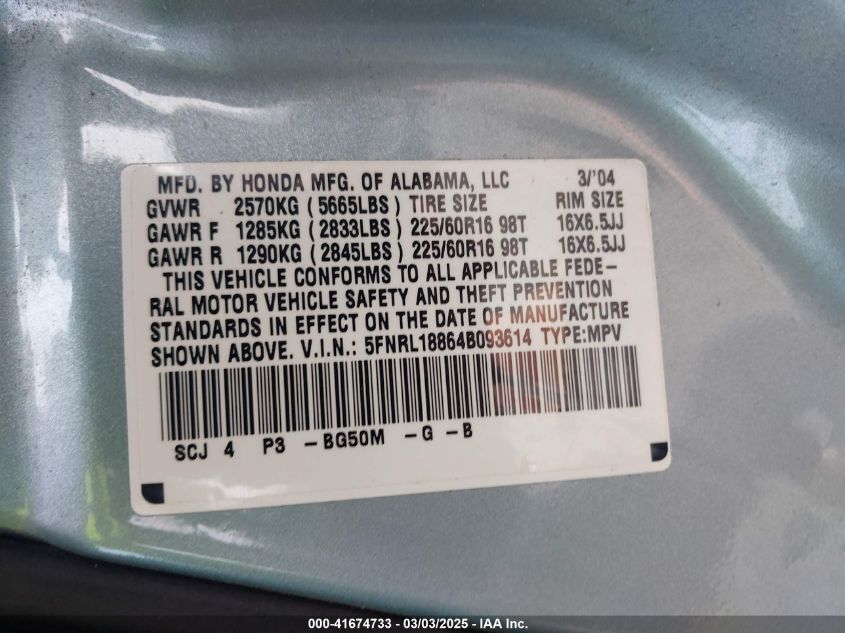 MFD. BY HONDA MFG. OF ALABAMA, LLC 3/'04
GVWR 2570KG (5665LBS) TIRE SIZE RIM SIZE
GAWR F 1285KG (2833LBS) 225/60R16 98T 16X6.5JJ
GAWR R 1290KG (2845LBS) 225/60R16 98T 16X6.5JJ
THIS VEHICLE CONFORMS TO ALL APPLICABLE FEDE-
RAL MOTOR VEHICLE SAFETY AND THEFT PREVENTION
STANDARDS IN EFFECT ON THE DATE OF MANUFACTURE
SHOWN ABOVE. V.I.N.: 5FNRL18864B093614 TYPE:MPV
SCJ 4 P3 -BG50M -G -B
000-41674733 - 03/03/2025 - IAA Inc.